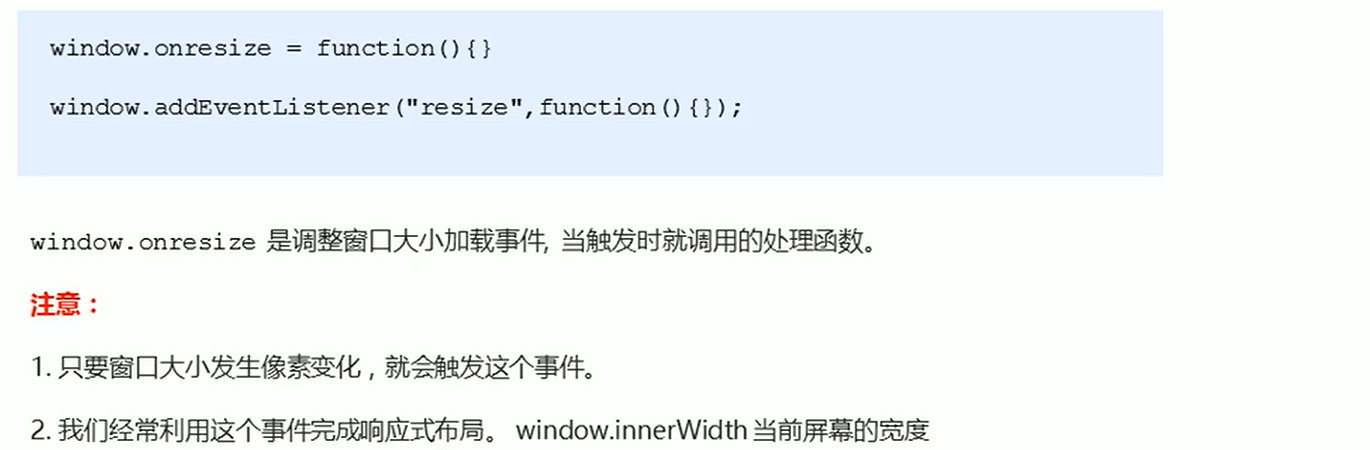 window.onresize = function(){}
window.addEventListener("resize",function(){});
window.onresize 是调整窗口大小加载事件, 当触发时就调用的处理函数。
注意：
1. 只要窗口大小发生像素变化，就会触发这个事件。
2. 我们经常利用这个事件完成响应式布局。 window.innerWidth 当前屏幕的宽度